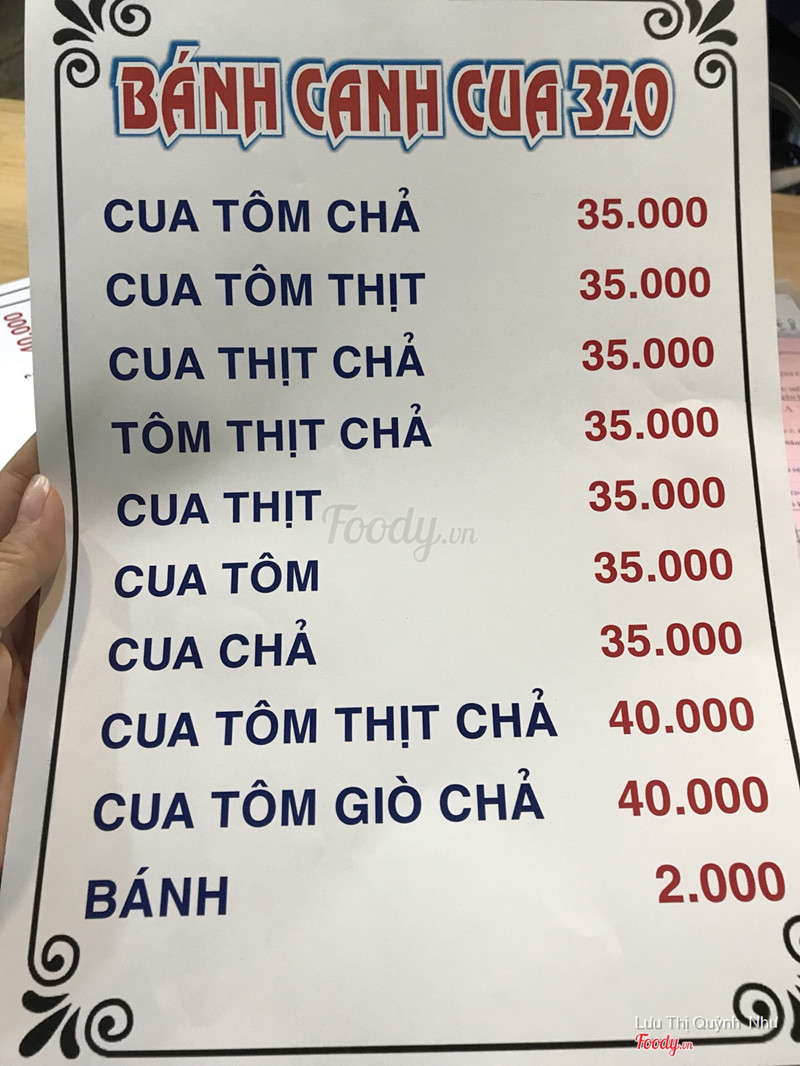 BÁNH CANH CUA 320
CUA TÔM CHẢ 35.000
CUA TÔM THỊT 35.000
CUA THỊT CHẢ 35.000
TÔM THỊT CHẢ 35.000
CUA THỊT 35.000
Foody.vn
CUA TÔM 35.000
CUA CHẢ 35.000
CUA TÔM THỊT CHẢ 40.000
CUA TÔM GIÒ CHẢ 40.000
BÁNH 2.000
10.000
Lưu Thị Quỳnh Như
Foody.vn